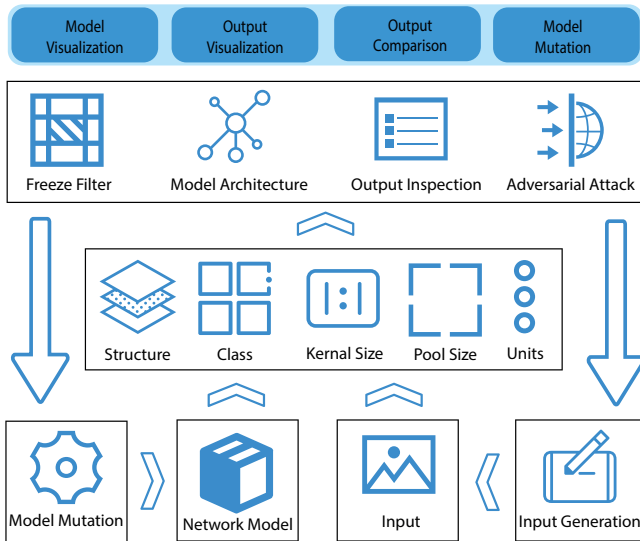 Model
Visualization
Output
Visualization
Output
Comparison
Model
Mutation
Freeze Filter
Model Architecture
Output Inspection
Adversarial Attack
Structure
Class
Kernal Size
Pool Size
Units
Model Mutation
Network Model
Input
Input Generation